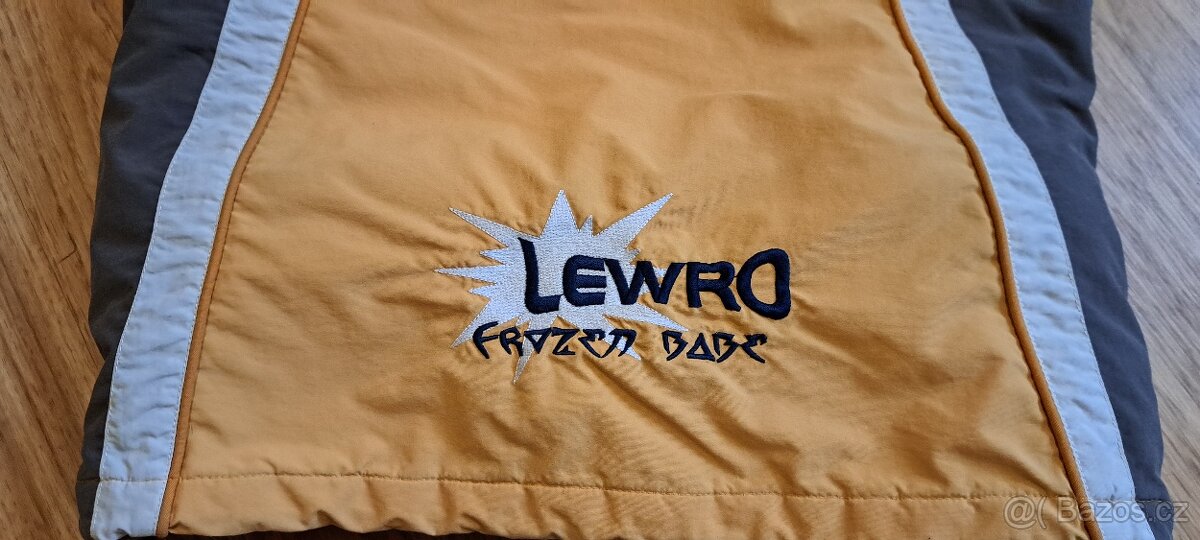 LEWRO
FROZEN BABE
@( Bazos.cz